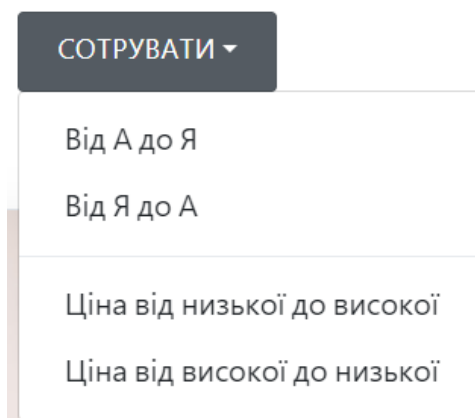 СОТРУВАТИ
Від А до Я
Від Я до А
Ціна від низької до високої
Ціна від високої до низької